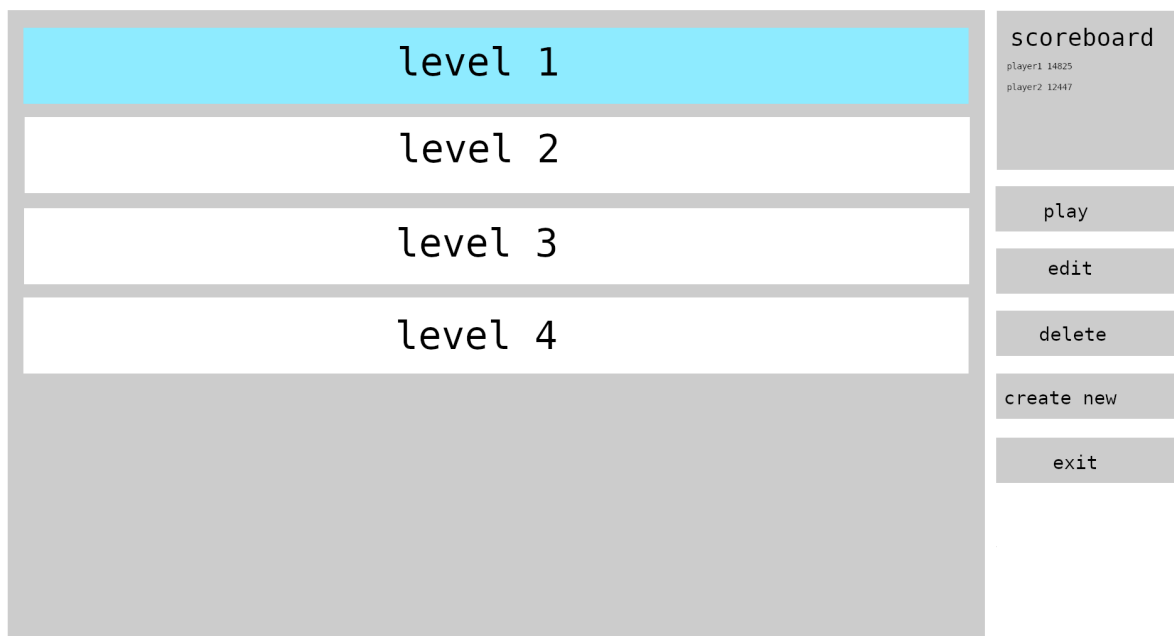 level 1
level 2
level 3
level 4
scoreboard
player1 14825
player2 12447
play
edit
delete
create new
exit